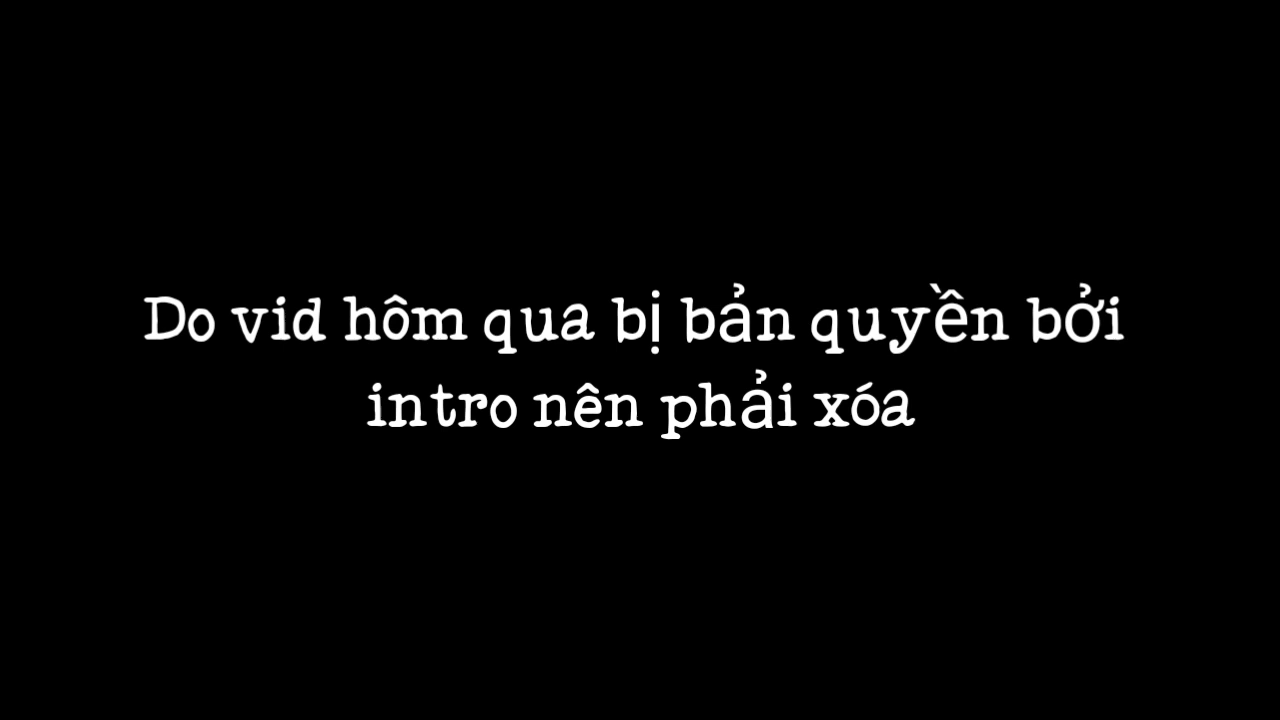 Do vid hôm qua bị bản quyền bởi
intro nên phải xóa